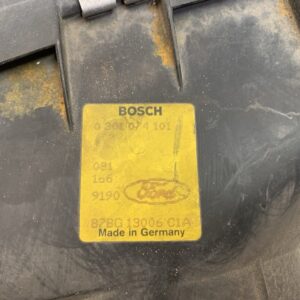 BOSCH
0 301 074 101
081
166
9190
Ford
87BG 13006 C1A
Made in Germany